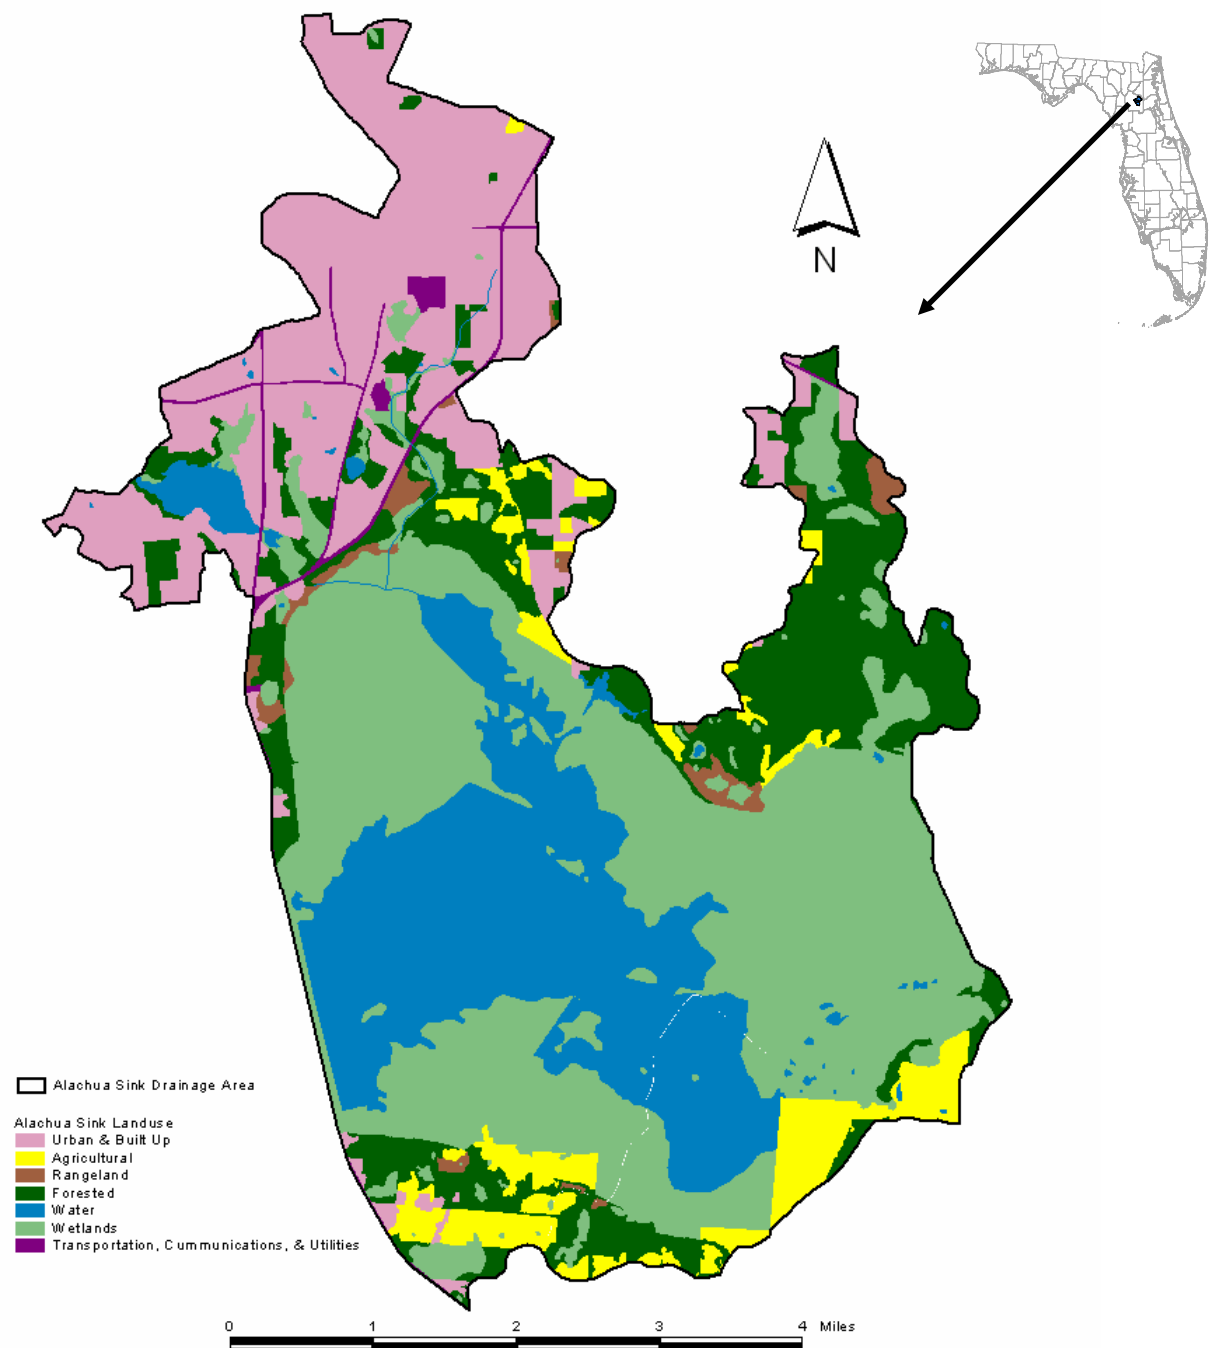 N
Alachua Sink Drainage Area
Alachua Sink Landuse
Urban & Built Up
Agricultural
Rangeland
Forested
Water
Wetlands
Transportation, Cummunications, & Utilities
0 1 2 3 4 Miles